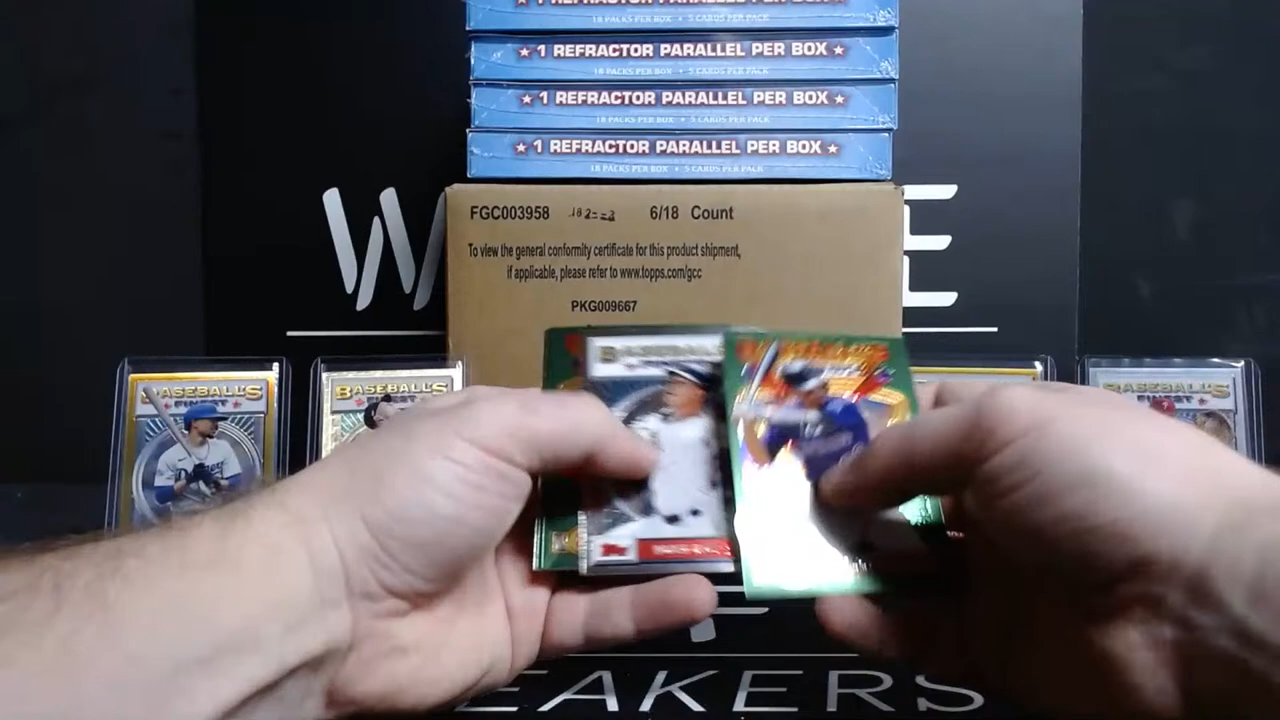 1 REFRACTOR PARALLEL PER BOX
18 PACKS PER BOX • 5 CARDS PER PACK
★ 1 REFRACTOR PARALLEL PER BOX ★
18 PACKS PER BOX • 5 CARDS PER PACK
★ 1 REFRACTOR PARALLEL PER BOX ★
18 PACKS PER BOX • 5 CARDS PER PACK
★ 1 REFRACTOR PARALLEL PER BOX ★
18 PACKS PER BOX • 5 CARDS PER PACK
FGC003958 6/18 Count
To view the general conformity certificate for this product shipment,
if applicable, please refer to www.topps.com/gcc
PKG009667
W E
BASEBALL'S
FINEST
Dodgers
BASEBALL'S
FINEST
BASEBALL'S
FINEST
EAKERS